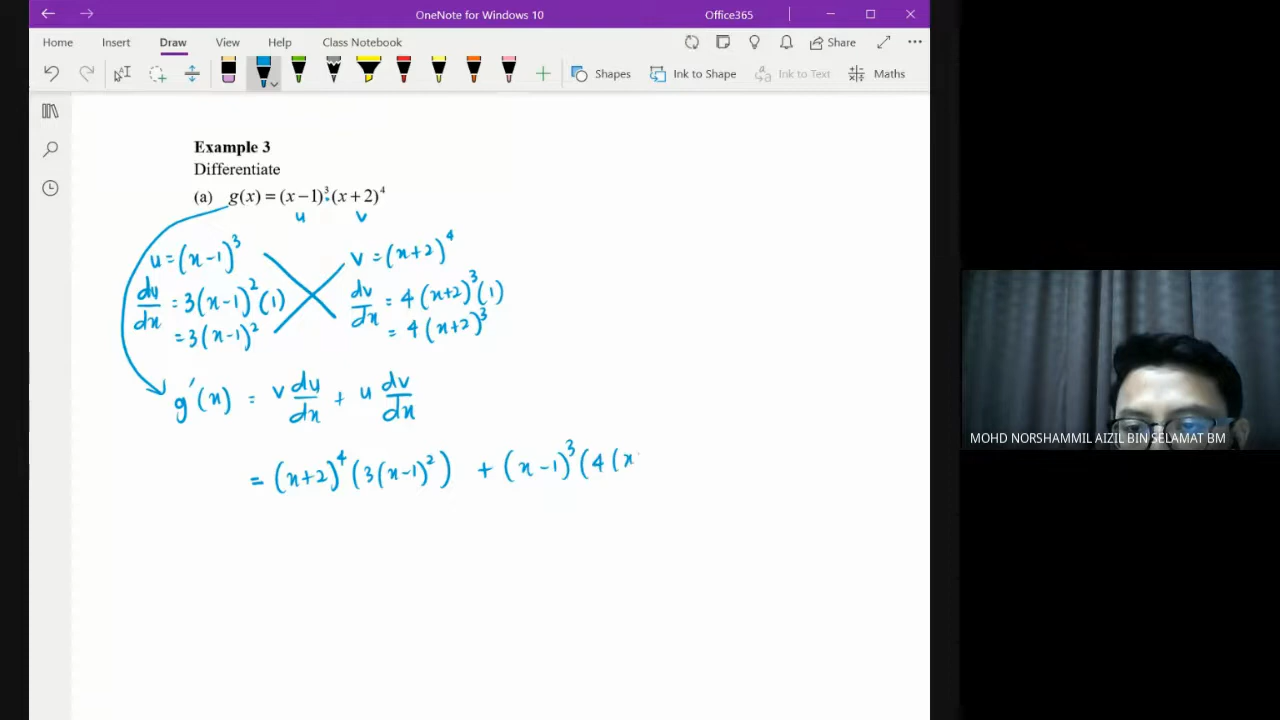 OneNote for Windows 10 Office365
Home Insert Draw View Help Class Notebook Share
Shapes Ink to Shape Ink to Text Maths
Example 3
Differentiate
(a) g(x) = (x−1)³(x+2)⁴
u v
u = (x−1)³ v = (x+2)⁴
du/dx = 3(x−1)²(1) dv/dx = 4(x+2)³(1)
= 3(x−1)² = 4(x+2)³
g'(x) = v du/dx + u dv/dx
= (x+2)⁴(3(x−1)²) + (x−1)³(4(x
MOHD NORSHAMMIL AIZIL BIN SELAMAT BM